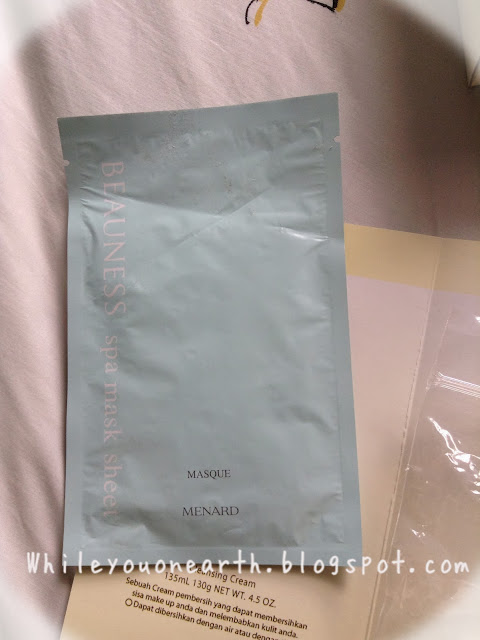 BEAUNESS spa mask sheet
MASQUE
MENARD
Whileyouonearth.blogspot.com
Cream
135mL 130g NET WT. 4.5 OZ.
Sebuah Cream pembersih yang dapat membersihkan
sisa make up anda dan melembabkan kulit anda.
○Dapat dibersihkan dengan air atau